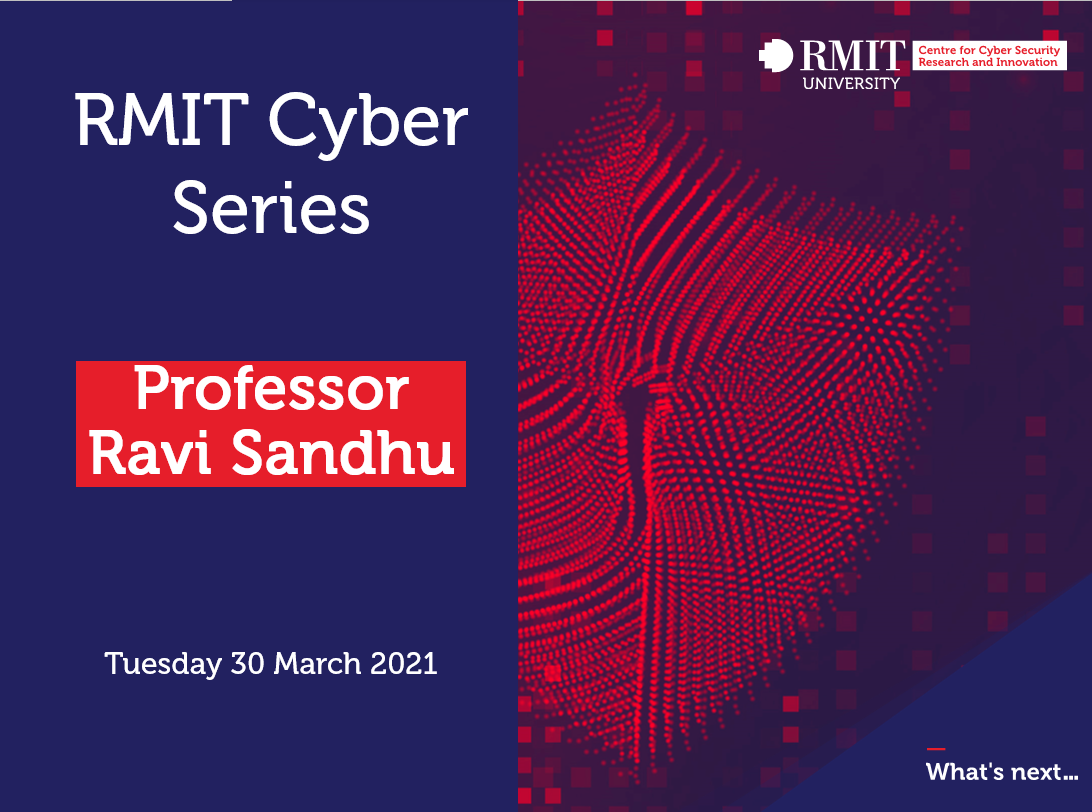 RMIT Cyber
Series
Professor
Ravi Sandhu
Tuesday 30 March 2021
RMIT
UNIVERSITY
Centre for Cyber Security
Research and Innovation
What's next...